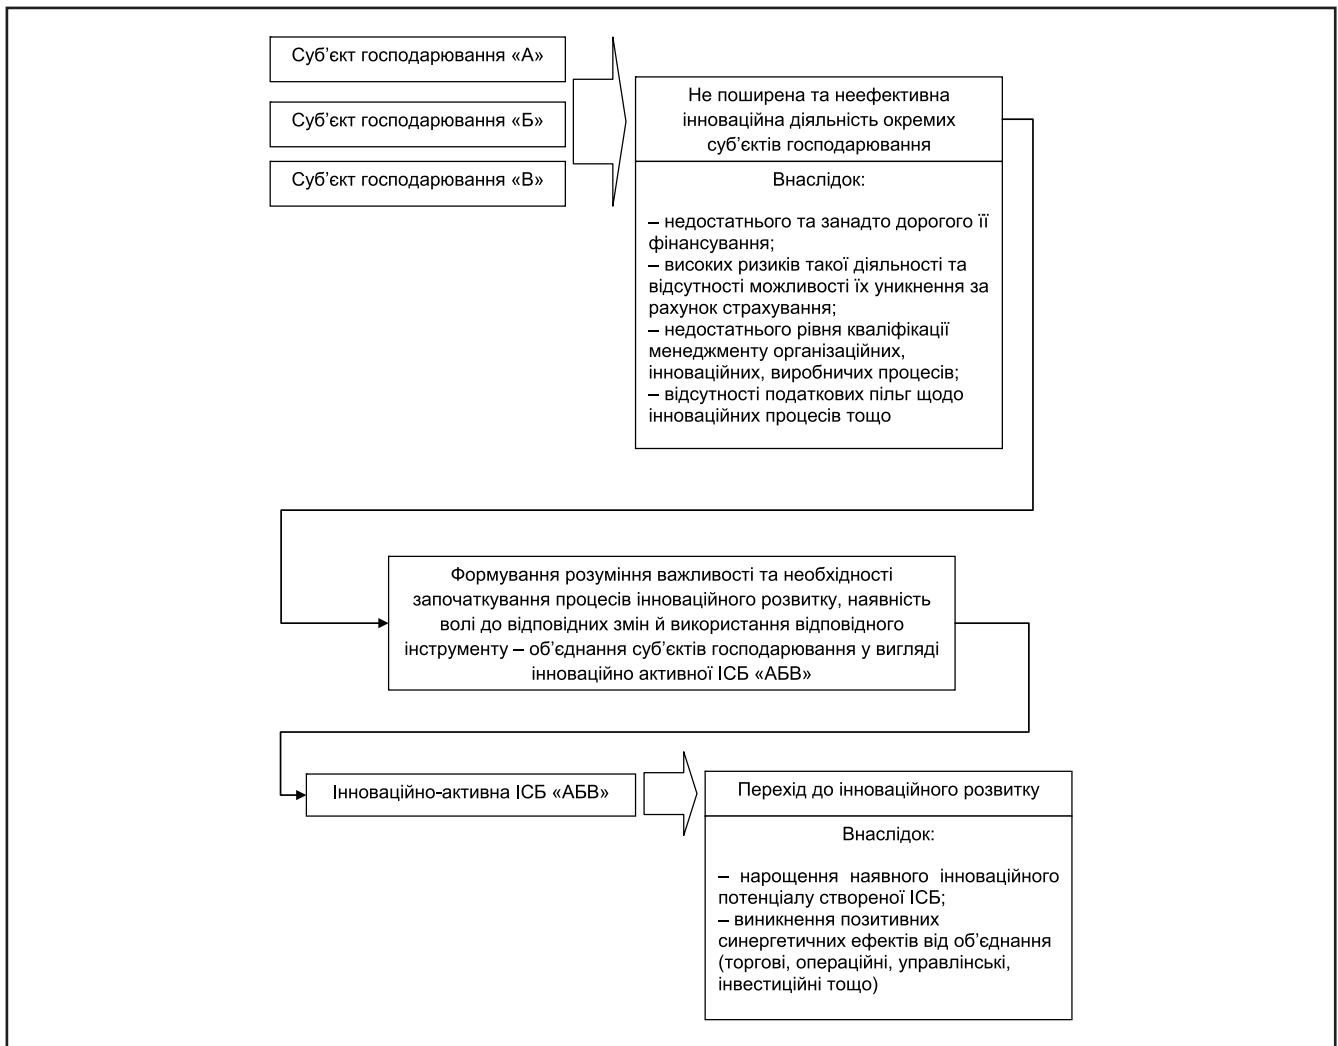 Суб’єкт господарювання «А»
Суб’єкт господарювання «Б»
Суб’єкт господарювання «В»
Не поширена та неефективна
інноваційна діяльність окремих
суб’єктів господарювання
Внаслідок:
– недостатнього та занадто дорогого її
фінансування;
– високих ризиків такої діяльності та
відсутності можливості їх уникнення за
рахунок страхування;
– недостатнього рівня кваліфікації
менеджменту організаційних,
інноваційних, виробничих процесів;
– відсутності податкових пільг щодо
інноваційних процесів тощо
Формування розуміння важливості та необхідності
започаткування процесів інноваційного розвитку, наявність
волі до відповідних змін й використання відповідного
інструменту – об’єднання суб’єктів господарювання у вигляді
інноваційно активної ІСБ «АБВ»
Інноваційно-активна ІСБ «АБВ»
Перехід до інноваційного розвитку
Внаслідок:
– нарощення наявного інноваційного
потенціалу створеної ІСБ;
– виникнення позитивних
синергетичних ефектів від об’єднання
(торгові, операційні, управлінські,
інвестиційні тощо)